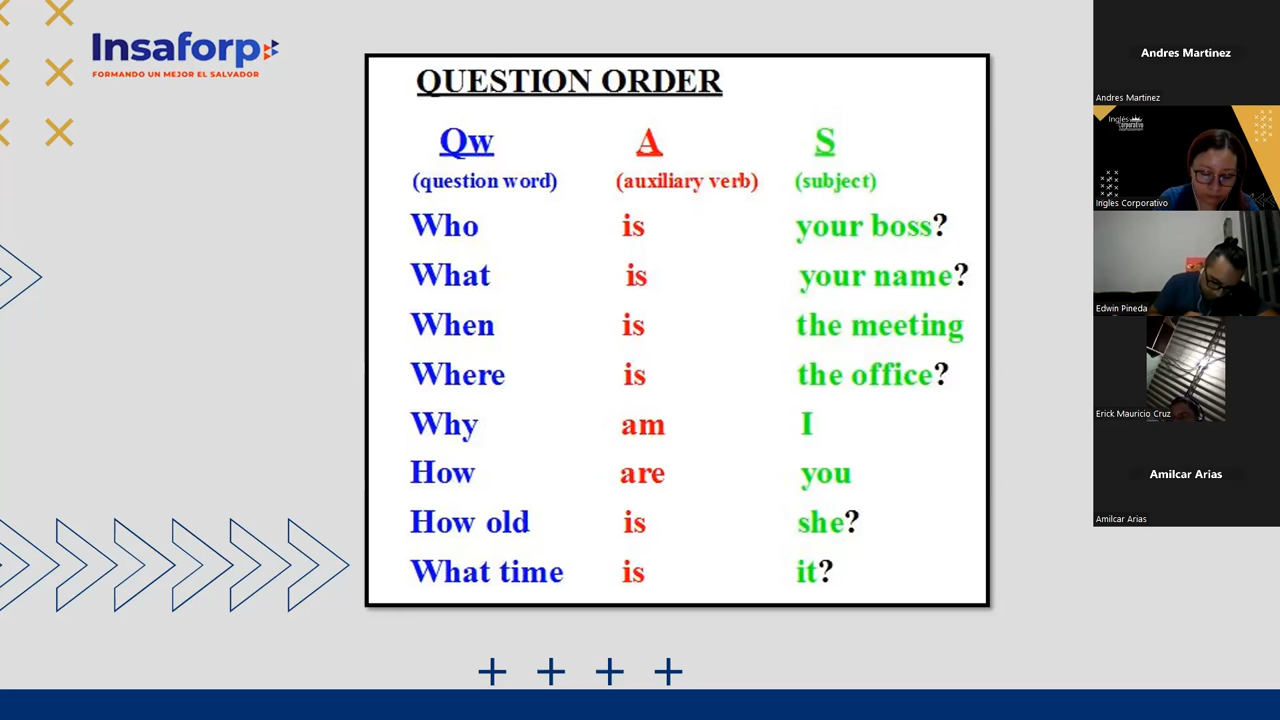 Insaforp
FORMANDO UN MEJOR EL SALVADOR
QUESTION ORDER
Qw A S
(question word) (auxiliary verb) (subject)
Who is your boss?
What is your name?
When is the meeting
Where is the office?
Why am I
How are you
How old is she?
What time is it?
Andres Martinez
Andres Martinez
Inglés
Corporativo
Ingles Corporativo
Edwin Pineda
Erick Mauricio Cruz
Amilcar Arias
Amilcar Arias